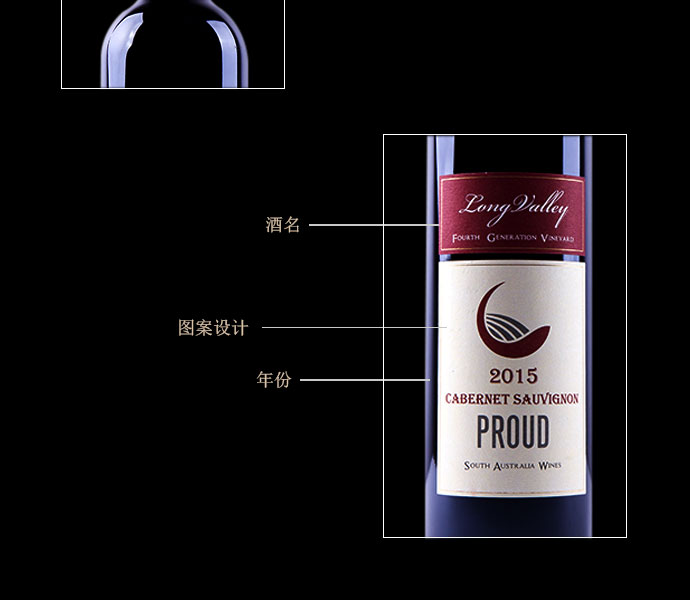 酒名
Long Valley
FOURTH GENERATION VINEYARD
图案设计
年份
2015
CABERNET SAUVIGNON
PROUD
SOUTH AUSTRALIA WINES